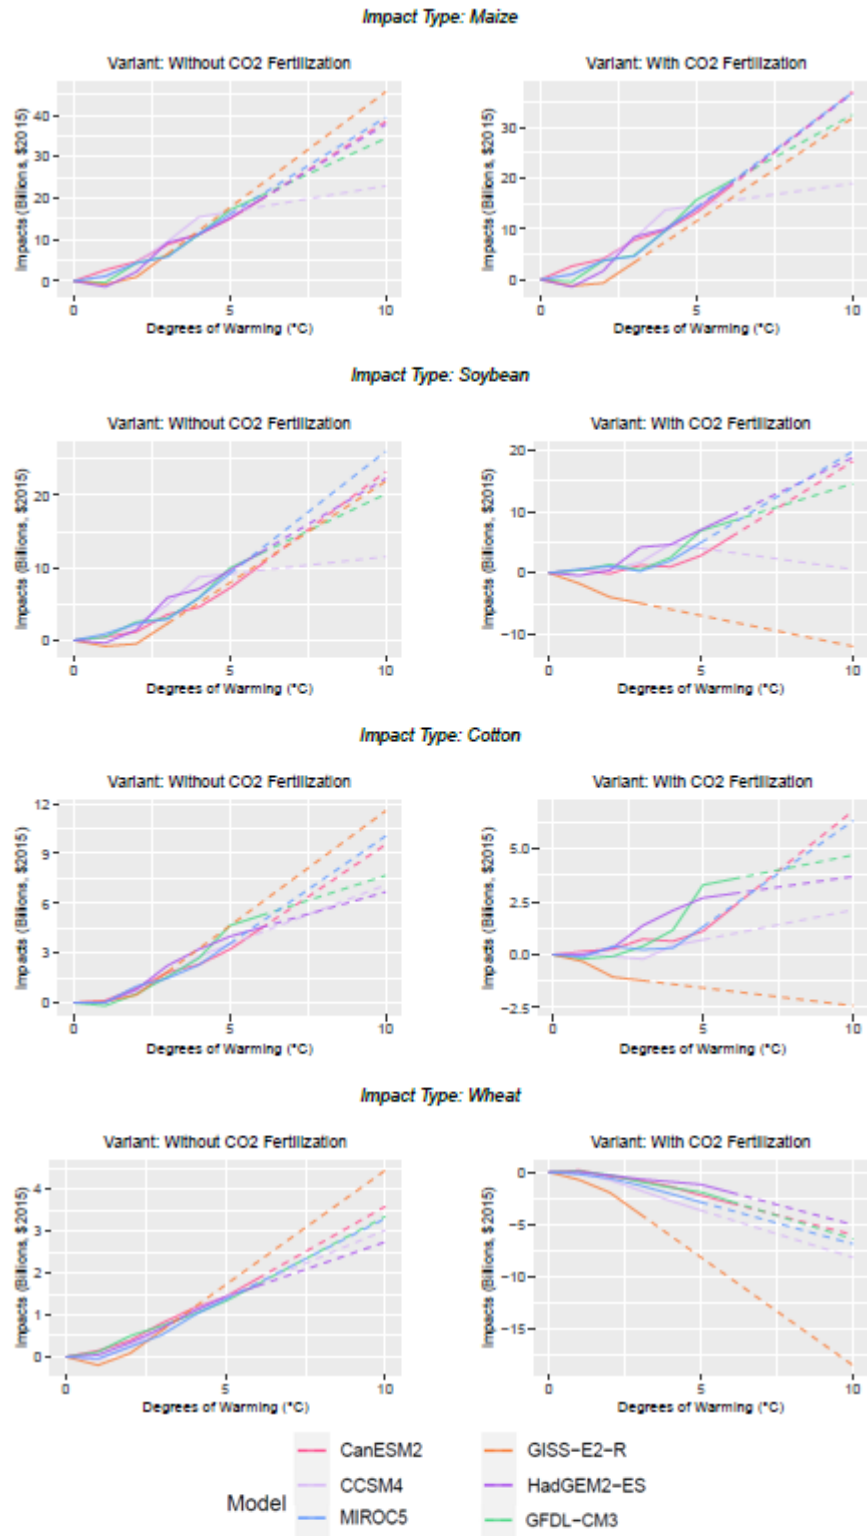 Impact Type: Maize
Variant: Without CO2 Fertilization
Variant: With CO2 Fertilization
Impacts (Billions, $2015)
40
30
20
10
0
0
5
10
Degrees of Warming (°C)
Impacts (Billions, $2015)
30
20
10
0
0
5
10
Degrees of Warming (°C)
Impact Type: Soybean
Variant: Without CO2 Fertilization
Variant: With CO2 Fertilization
Impacts (Billions, $2015)
20
10
0
0
5
10
Degrees of Warming (°C)
Impacts (Billions, $2015)
20
10
0
−10
0
5
10
Degrees of Warming (°C)
Impact Type: Cotton
Variant: Without CO2 Fertilization
Variant: With CO2 Fertilization
Impacts (Billions, $2015)
12
9
6
3
0
0
5
10
Degrees of Warming (°C)
Impacts (Billions, $2015)
5.0
2.5
0.0
−2.5
0
5
10
Degrees of Warming (°C)
Impact Type: Wheat
Variant: Without CO2 Fertilization
Variant: With CO2 Fertilization
Impacts (Billions, $2015)
4
3
2
1
0
0
5
10
Degrees of Warming (°C)
Impacts (Billions, $2015)
0
−5
−10
−15
0
5
10
Degrees of Warming (°C)
Model
CanESM2
CCSM4
MIROC5
GISS−E2−R
HadGEM2−ES
GFDL−CM3